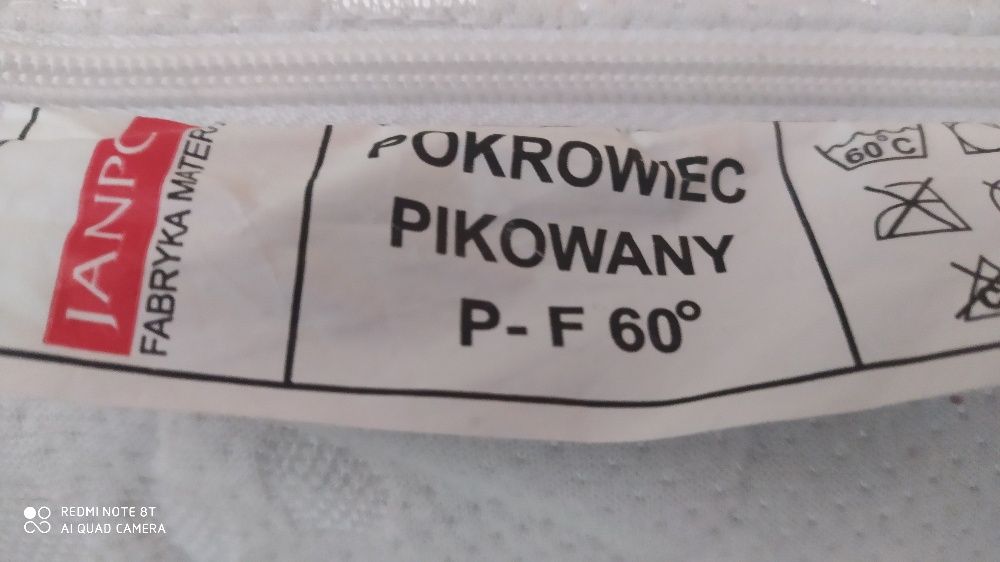 JANPO
FABRYKA MATER
POKROWIEC
PIKOWANY
P- F 60°
60°C
REDMI NOTE 8T
AI QUAD CAMERA